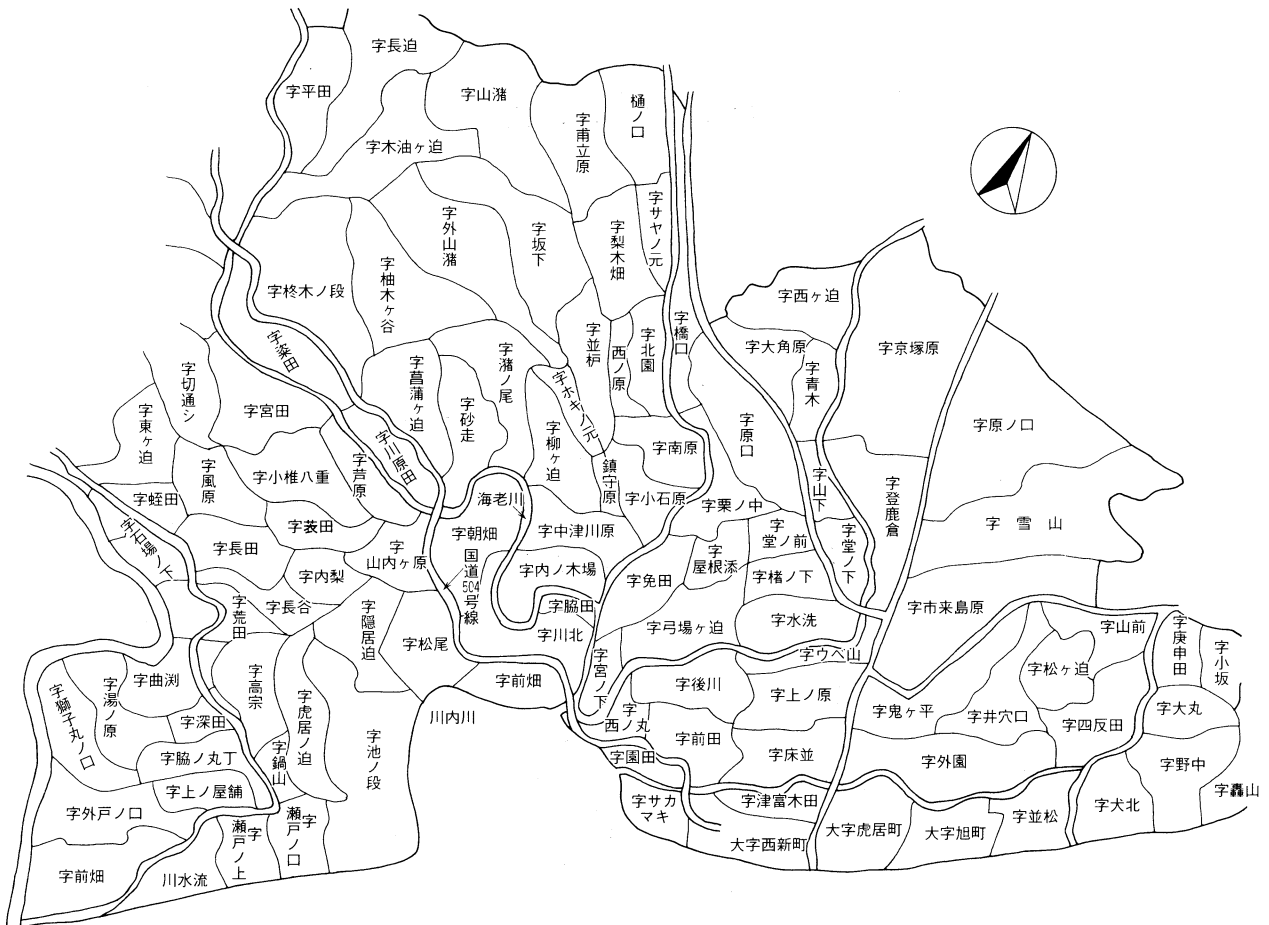 字長迫
字平田
字山潴
樋ノ口
字甫立原
字木油ヶ迫
字サヤノ元
字外山潴
字坂下
字梨木畑
字柚木ヶ谷
字柊木ノ段
字西ヶ迫
字橋口
字並枦
字北園
西ノ原
字大角原
字京塚原
字青木
字染田
字菖蒲ヶ迫
字潴ノ尾
字砂走
字ホキノ元
字切通シ
字宮田
字東ヶ迫
字川原田
字柳ヶ迫
字南原
字原口
字原ノ口
字風原
字小椎八重
字芦原
鎮守原
字小石原
字栗ノ中
字山下
字登鹿倉
字蛭田
海老川
字石場ノ下
字蓑田
字朝畑
字中津川原
字堂ノ前
字堂ノ下
字雪山
字長田
字山内ヶ原
国道504号線
字内ノ木場
字免田
字屋根添
字楮ノ下
字内梨
字荒田
字長谷
字隠居迫
字脇田
字市来島原
字松尾
字川北
字弓場ヶ迫
字水洗
字山前
字庚申田
字小坂
字ウベ山
字宮ノ下
字松ヶ迫
字曲渕
字高宗
字前畑
字後川
字上ノ原
字獅子丸ノ口
字湯ノ原
字虎居ノ迫
川内川
字西ノ丸
字鬼ヶ平
字井穴口
字四反田
字大丸
字深田
字池ノ段
字前田
字床並
字園田
字外園
字脇ノ丸丁
字鍋山
字野中
字上ノ屋舗
字サカマキ
字津富木田
字轟山
字外戸ノ口
字瀬戸ノ上
字瀬戸ノ口
大字西新町
大字虎居町
大字旭町
字並松
字犬北
字前畑
川水流